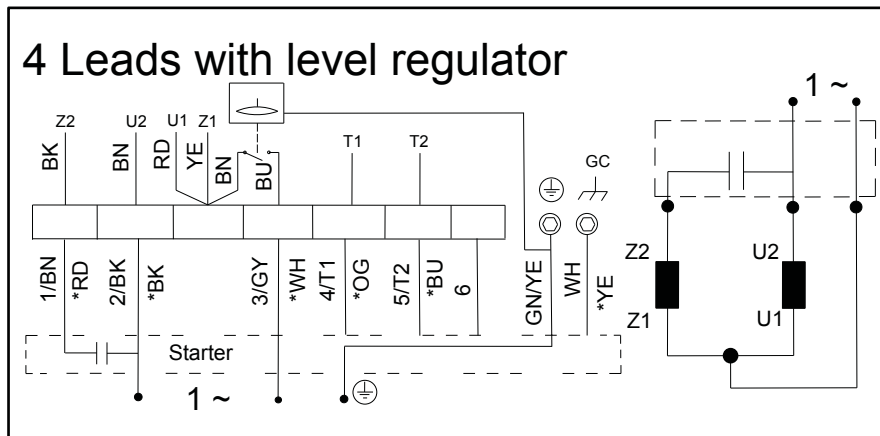 4 Leads with level regulator
1 ~
Z2 U2 U1 Z1
T1 T2
GC
BK BN RD YE BN BU
1/BN *RD 2/BK *BK 3/GY *WH 4/T1 *OG 5/T2 *BU 6 GN/YE WH *YE
Starter
1 ~
Z2 U2
Z1 U1